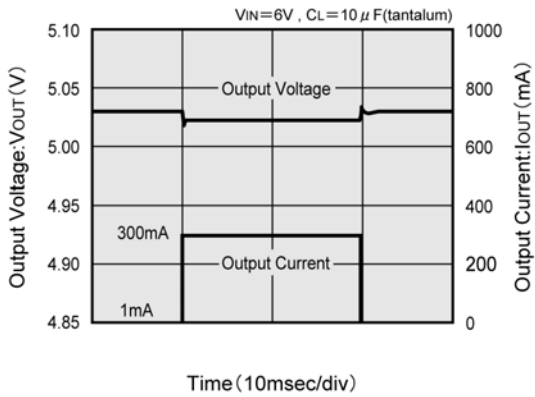 VIN=6V , CL=10 μ F(tantalum)
Output Voltage:VOUT(V)
5.10
5.05
5.00
4.95
4.90
4.85
Output Voltage
300mA
Output Current
1mA
1000
800
600
400
200
0
Output Current:IOUT(mA)
Time(10msec/div)